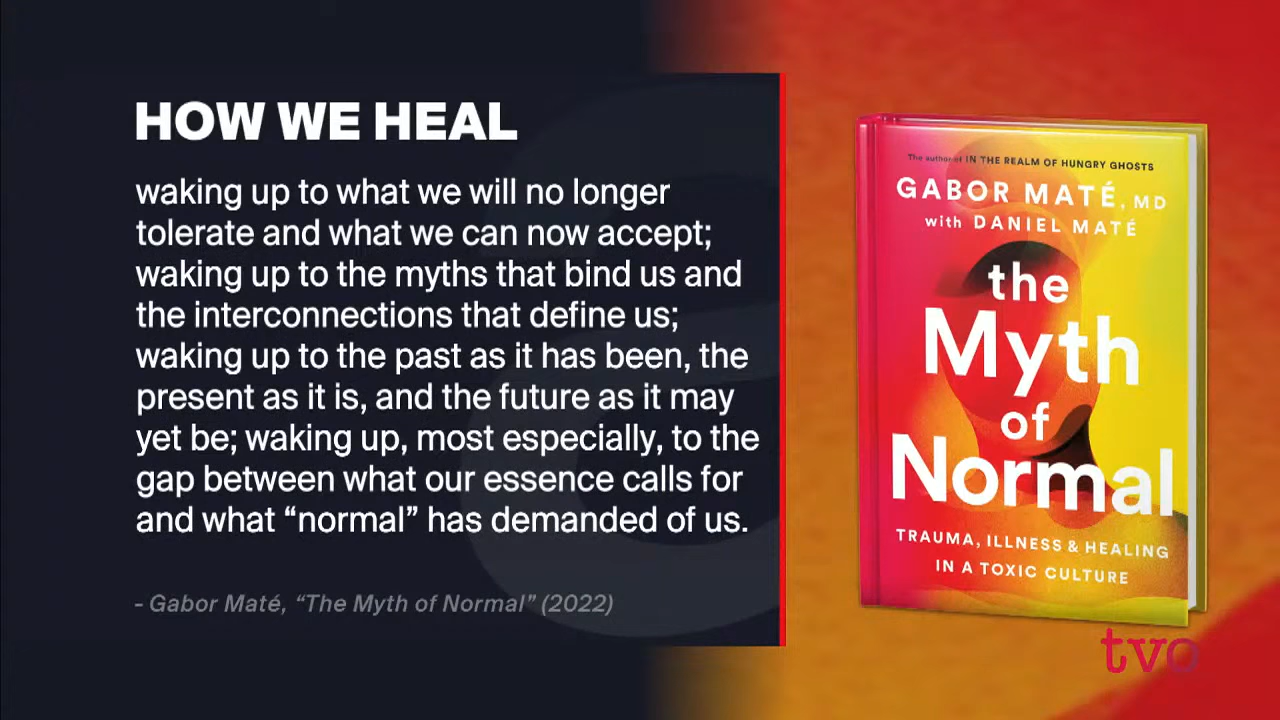 HOW WE HEAL
waking up to what we will no longer
tolerate and what we can now accept;
waking up to the myths that bind us and
the interconnections that define us;
waking up to the past as it has been, the
present as it is, and the future as it may
yet be; waking up, most especially, to the
gap between what our essence calls for
and what “normal” has demanded of us.
- Gabor Maté, “The Myth of Normal” (2022)
The author of IN THE REALM OF HUNGRY GHOSTS
GABOR MATÉ, MD
with DANIEL MATÉ
the
Myth
of
Normal
TRAUMA, ILLNESS & HEALING
IN A TOXIC CULTURE
tvo